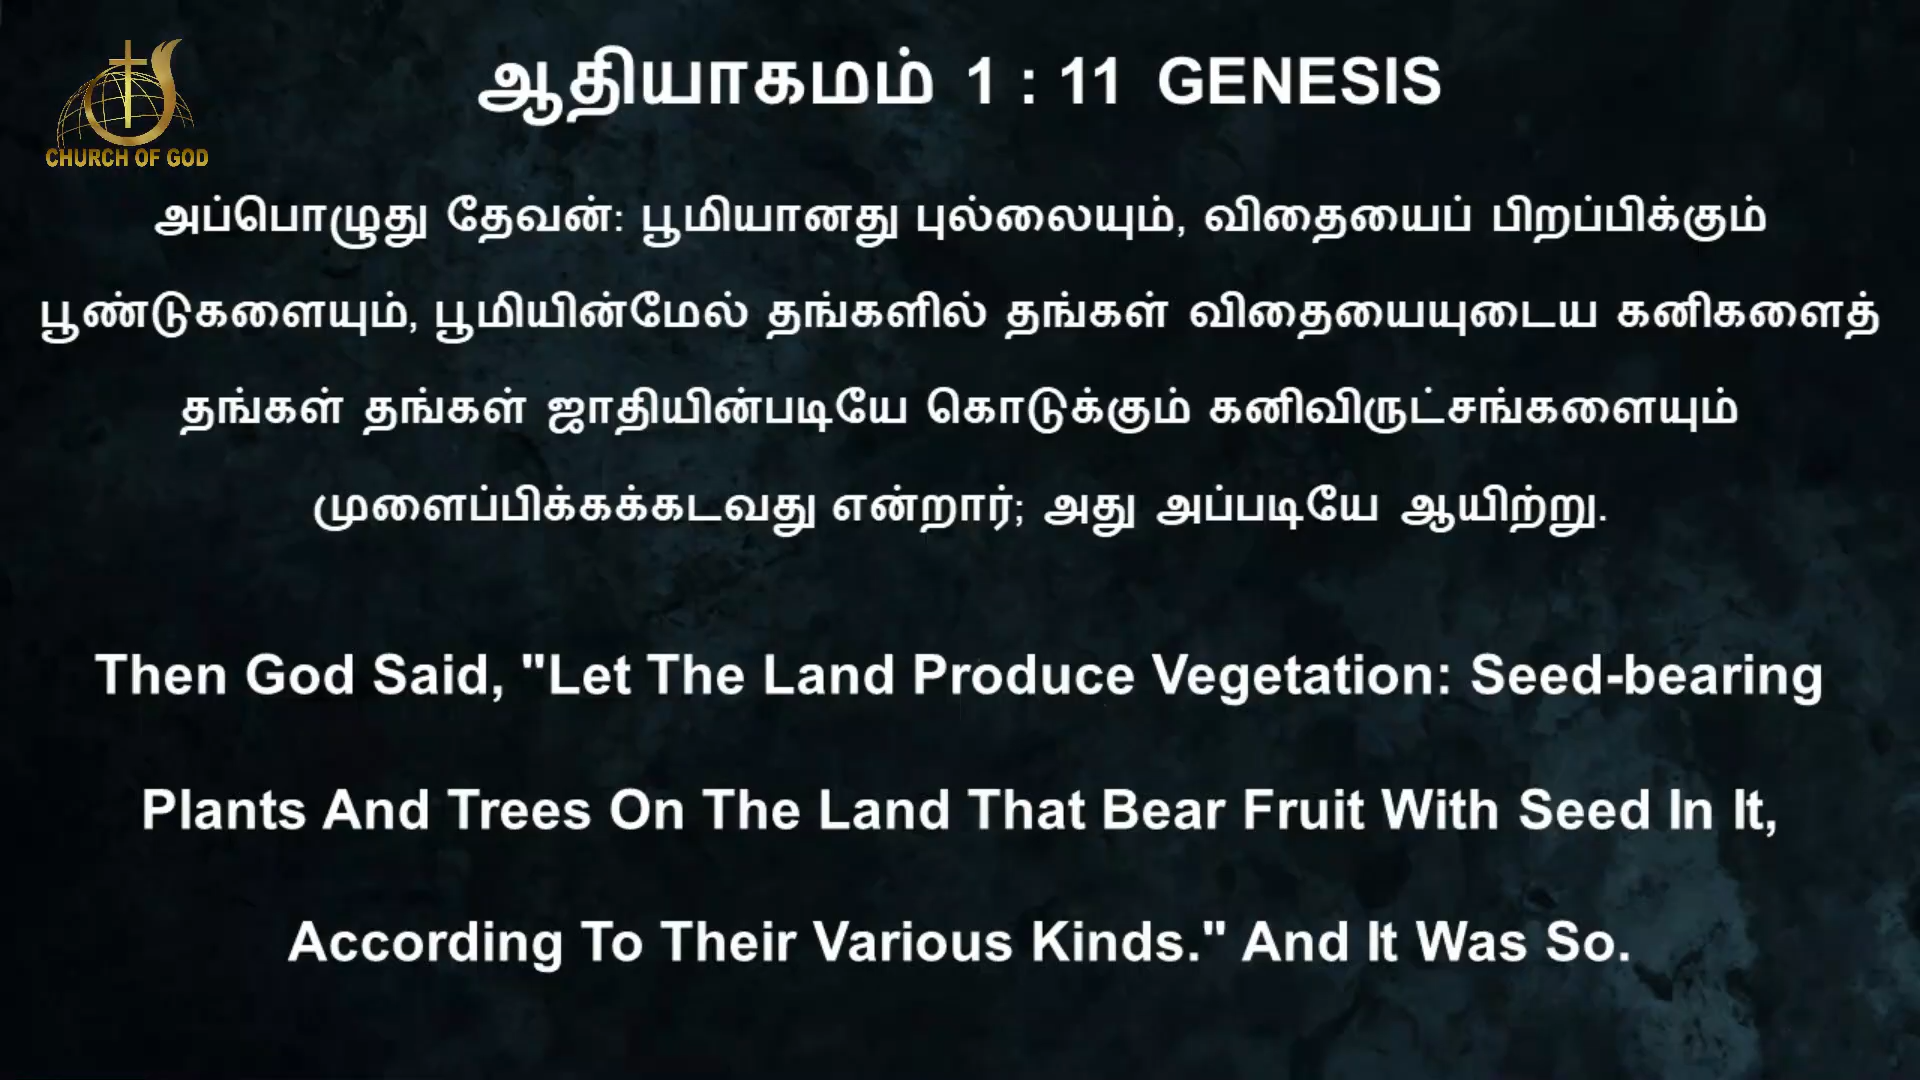 CHURCH OF GOD
ஆதியாகமம் 1 : 11 GENESIS
அப்பொழுது தேவன்: பூமியானது புல்லையும், விதையைப் பிறப்பிக்கும்
பூண்டுகளையும், பூமியின்மேல் தங்களில் தங்கள் விதையையுடைய கனிகளைத்
தங்கள் தங்கள் ஜாதியின்படியே கொடுக்கும் கனிவிருட்சங்களையும்
முளைப்பிக்கக்கடவது என்றார்; அது அப்படியே ஆயிற்று.
Then God Said, "Let The Land Produce Vegetation: Seed-bearing
Plants And Trees On The Land That Bear Fruit With Seed In It,
According To Their Various Kinds." And It Was So.